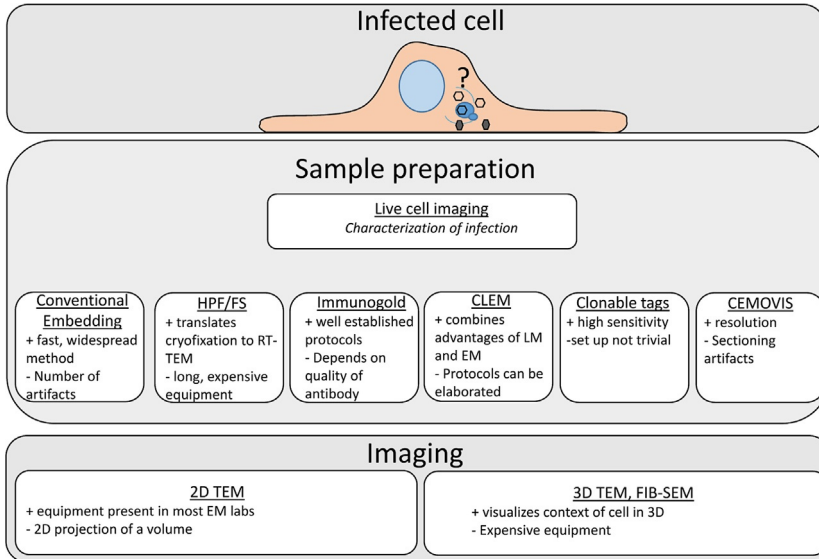 Infected cell
?
Sample preparation
Live cell imaging
Characterization of infection
Conventional
Embedding
+ fast, widespread
method
- Number of
artifacts
HPF/FS
+ translates
cryofixation to RT-
TEM
- long, expensive
equipment
Immunogold
+ well established
protocols
- Depends on
quality of
antibody
CLEM
+ combines
advantages of LM
and EM
- Protocols can be
elaborated
Clonable tags
+ high sensitivity
-set up not trivial
CEMOVIS
+ resolution
- Sectioning
artifacts
Imaging
2D TEM
+ equipment present in most EM labs
- 2D projection of a volume
3D TEM, FIB-SEM
+ visualizes context of cell in 3D
- Expensive equipment